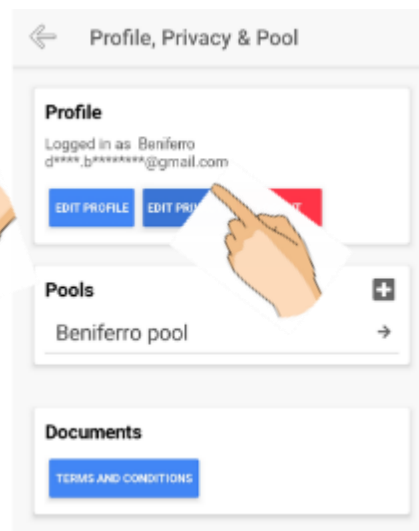 Profile, Privacy & Pool
Profile
Logged in as Beniferro
d****.b********@gmail.com
EDIT PROFILE EDIT
Pools
Beniferro pool
Documents
TERMS AND CONDITIONS